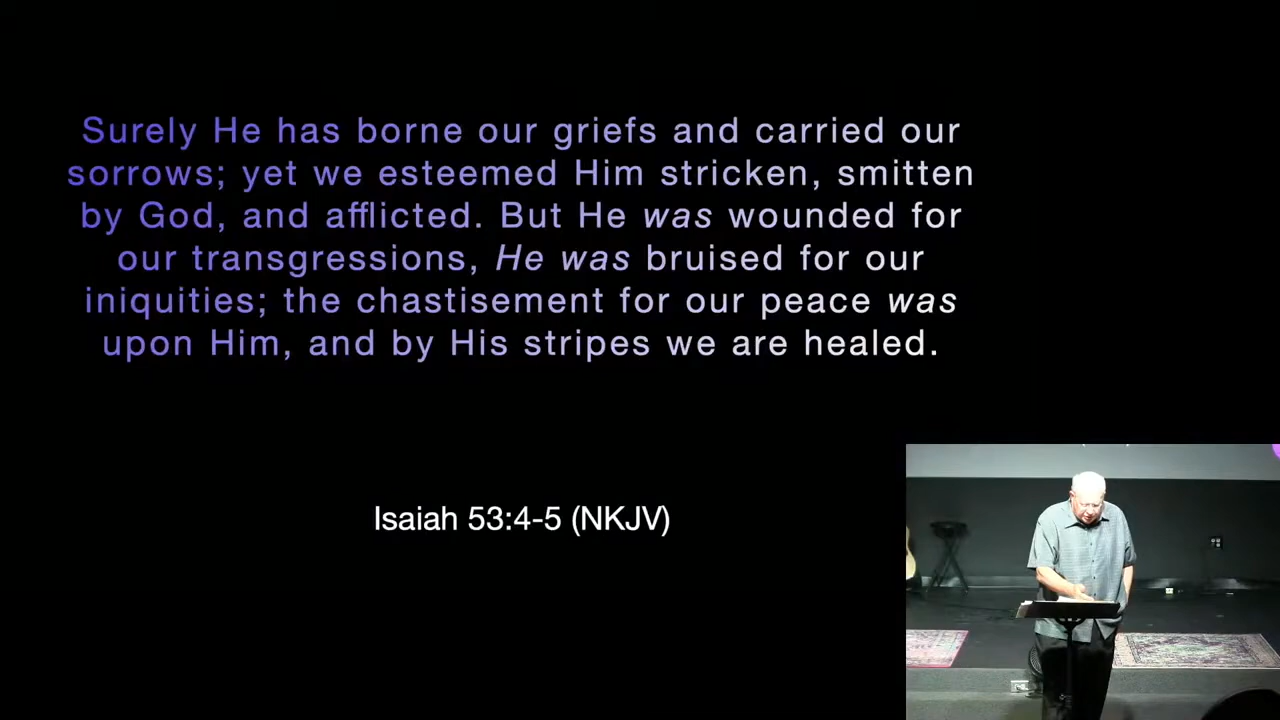 Surely He has borne our griefs and carried our
sorrows; yet we esteemed Him stricken, smitten
by God, and afflicted. But He was wounded for
our transgressions, He was bruised for our
iniquities; the chastisement for our peace was
upon Him, and by His stripes we are healed.
Isaiah 53:4-5 (NKJV)